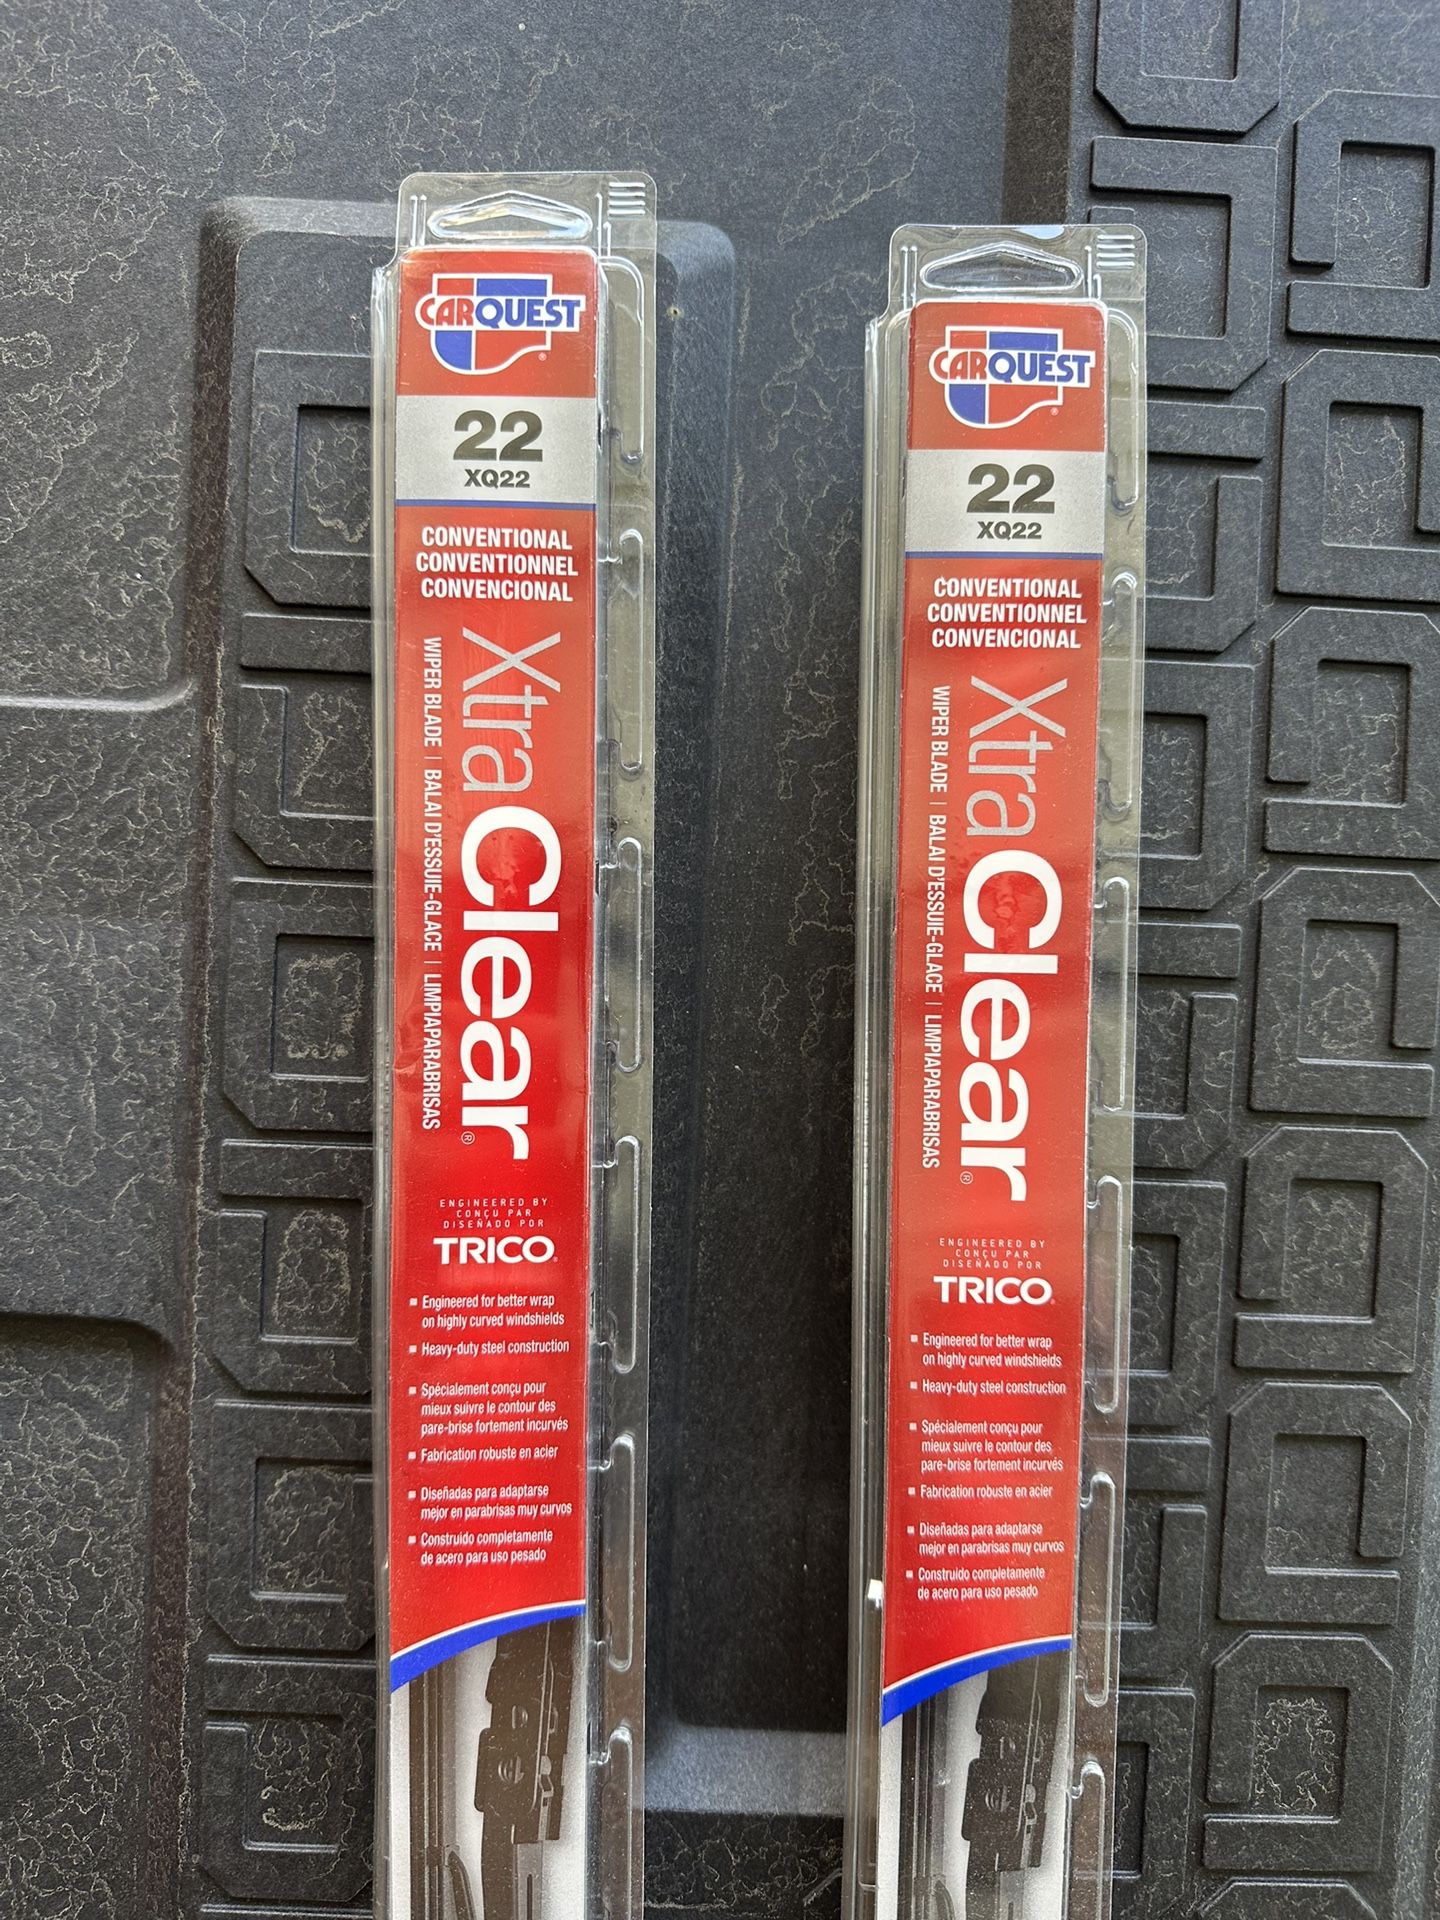 CARQUEST
22
XQ22
CONVENTIONAL
CONVENTIONNEL
CONVENCIONAL
Xtra Clear®
WIPER BLADE | BALAI D'ESSUIE-GLACE | LIMPIAPARABRISAS
ENGINEERED BY
CONÇU PAR
DISEÑADO POR
TRICO®
▪ Engineered for better wrap
on highly curved windshields
▪ Heavy-duty steel construction
▪ Spécialement conçu pour
mieux suivre le contour des
pare-brise fortement incurvés
▪ Fabrication robuste en acier
▪ Diseñadas para adaptarse
mejor en parabrisas muy curvos
▪ Construido completamente
de acero para uso pesado
CARQUEST
22
XQ22
CONVENTIONAL
CONVENTIONNEL
CONVENCIONAL
Xtra Clear®
WIPER BLADE | BALAI D'ESSUIE-GLACE | LIMPIAPARABRISAS
ENGINEERED BY
CONÇU PAR
DISEÑADO POR
TRICO®
▪ Engineered for better wrap
on highly curved windshields
▪ Heavy-duty steel construction
▪ Spécialement conçu pour
mieux suivre le contour des
pare-brise fortement incurvés
▪ Fabrication robuste en acier
▪ Diseñadas para adaptarse
mejor en parabrisas muy curvos
▪ Construido completamente
de acero para uso pesado